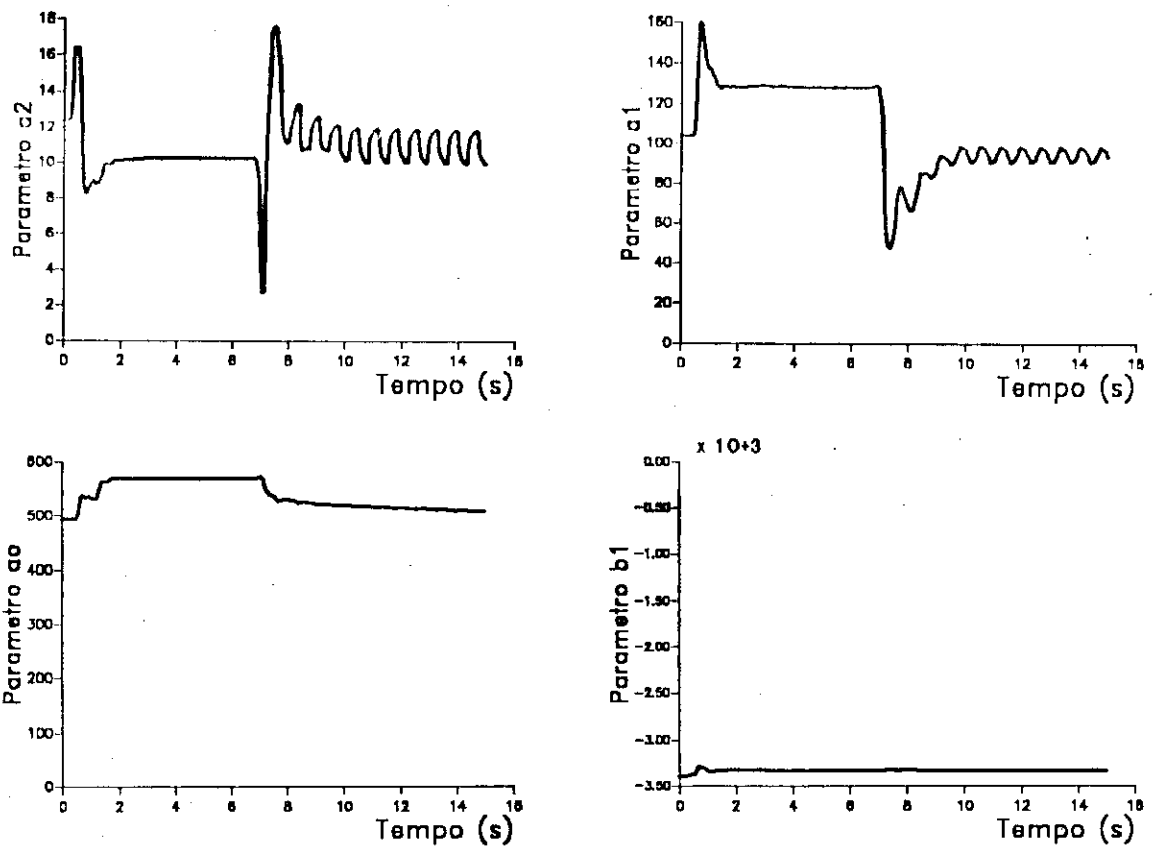 18
16
14
12
10
8
6
4
2
0
Parametro a2
0 2 4 6 8 10 12 14 16
Tempo (s)
160
160
140
120
100
80
60
40
20
0
Parametro a1
0 2 4 6 8 10 12 14 16
Tempo (s)
600
500
400
300
200
100
0
Parametro ao
0 2 4 6 8 10 12 14 16
Tempo (s)
x 10+3
0.00
-0.50
-1.00
-1.50
-2.00
-2.50
-3.00
-3.50
Parametro b1
0 2 4 6 8 10 12 14 16
Tempo (s)